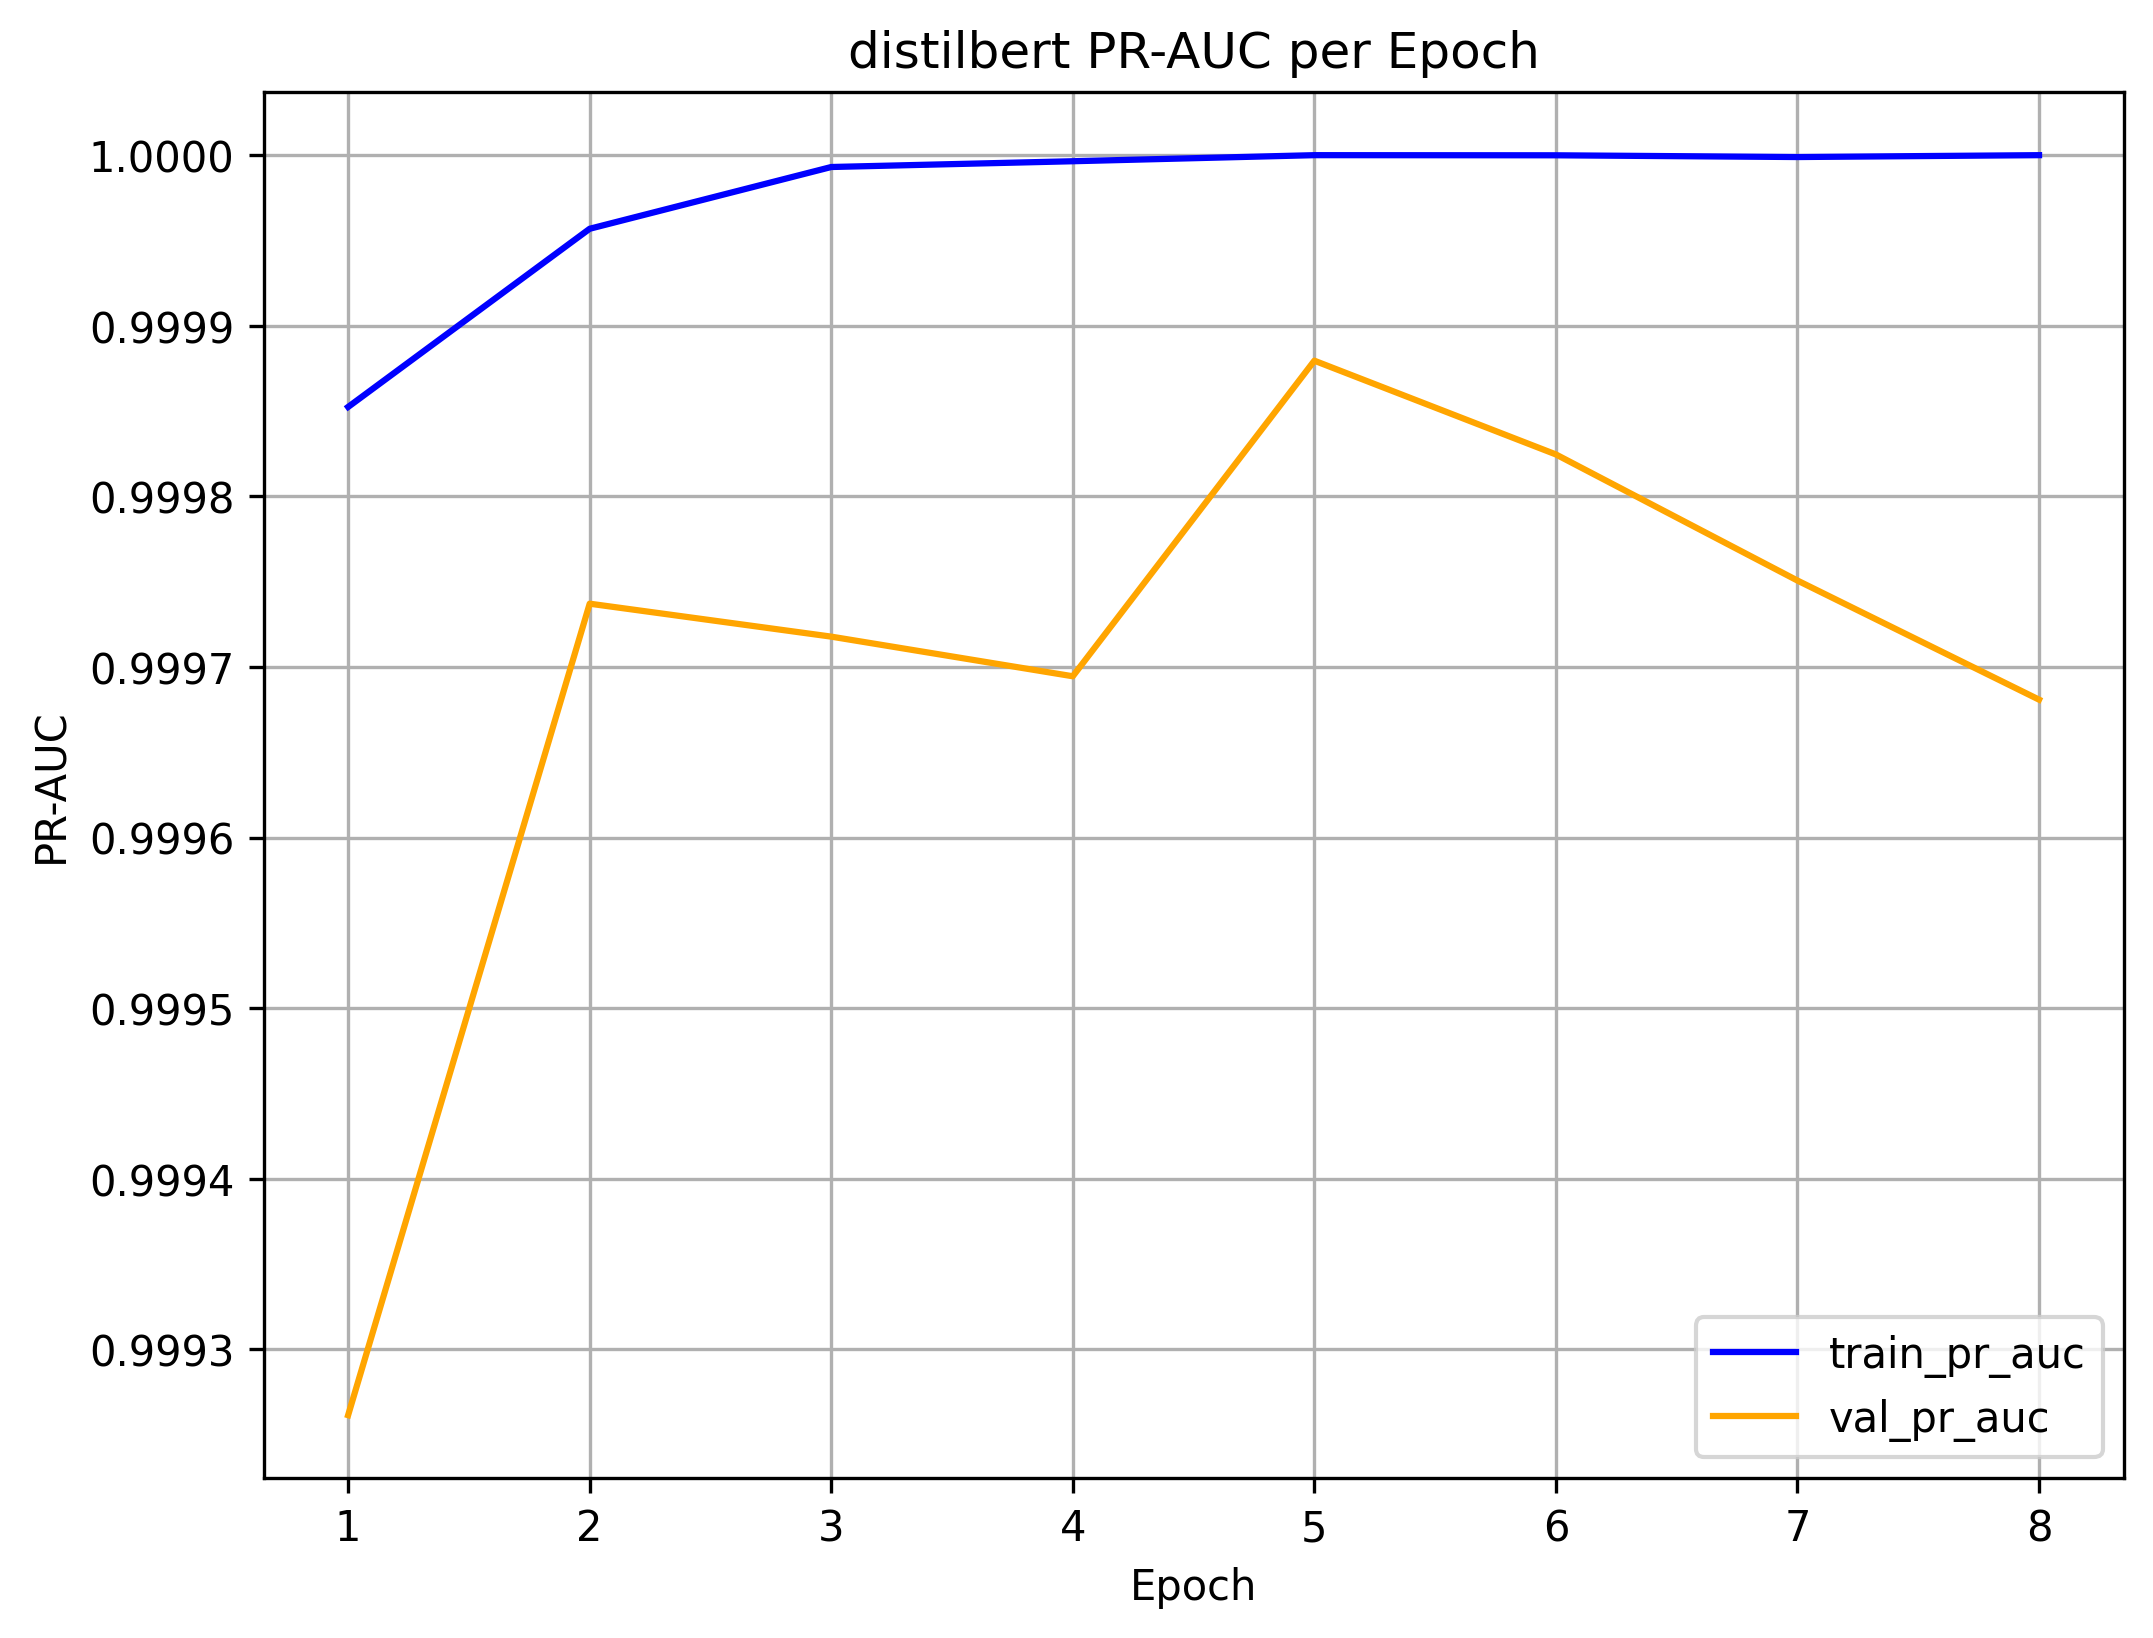 distilbert PR-AUC per Epoch
1.0000
0.9999
0.9998
0.9997
0.9996
0.9995
0.9994
0.9993
PR-AUC
train_pr_auc
val_pr_auc
1 2 3 4 5 6 7 8
Epoch